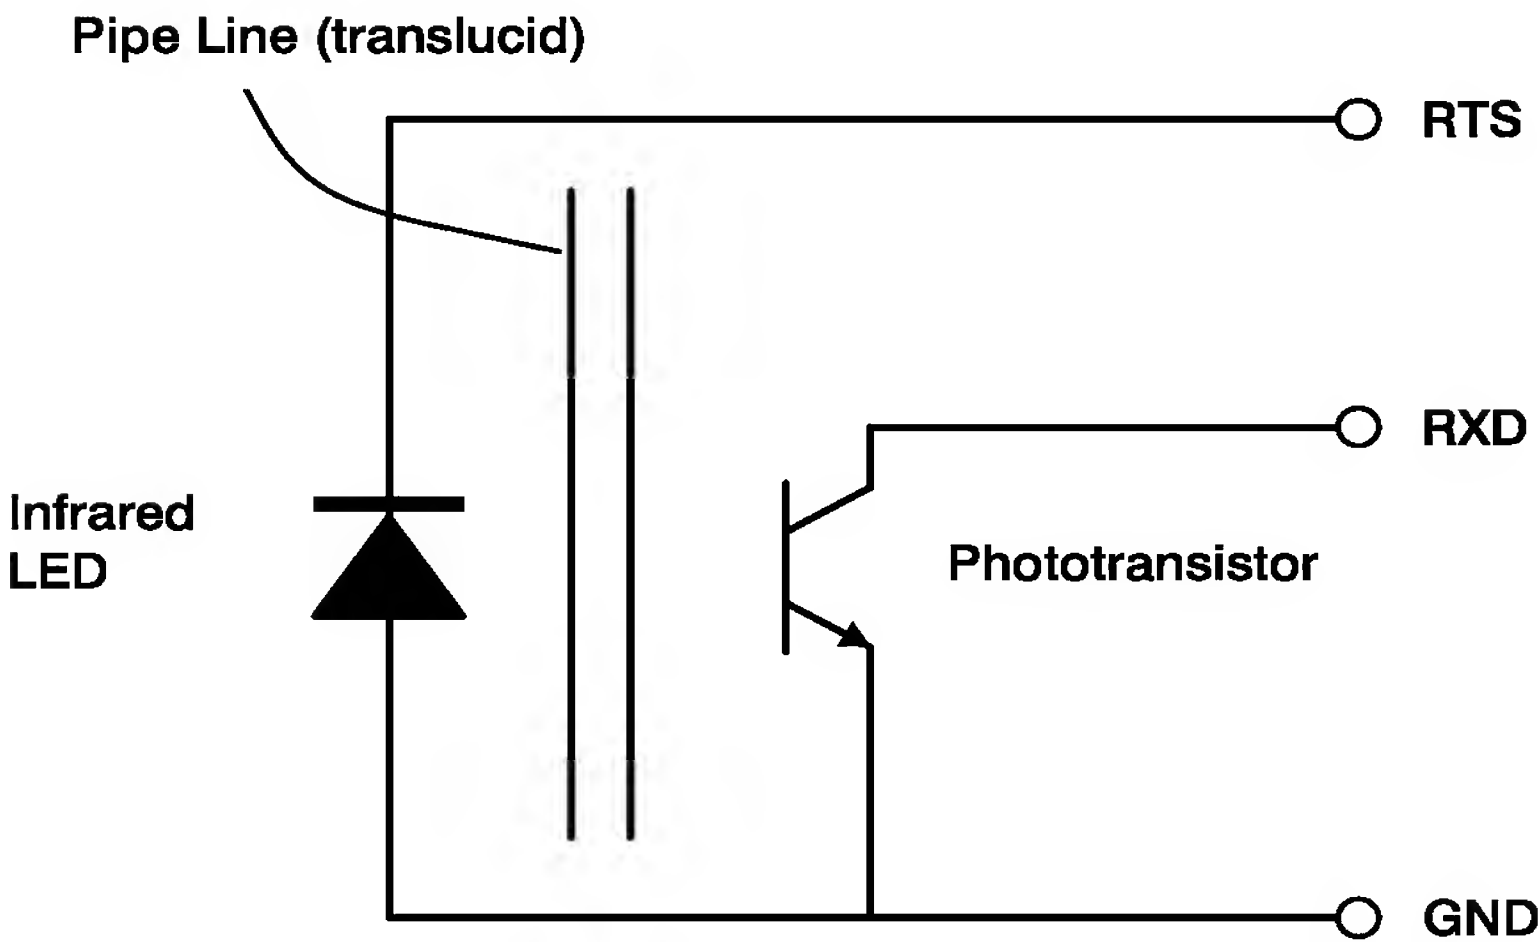 Pipe Line (translucid)
RTS
RXD
Infrared
LED
Phototransistor
GND